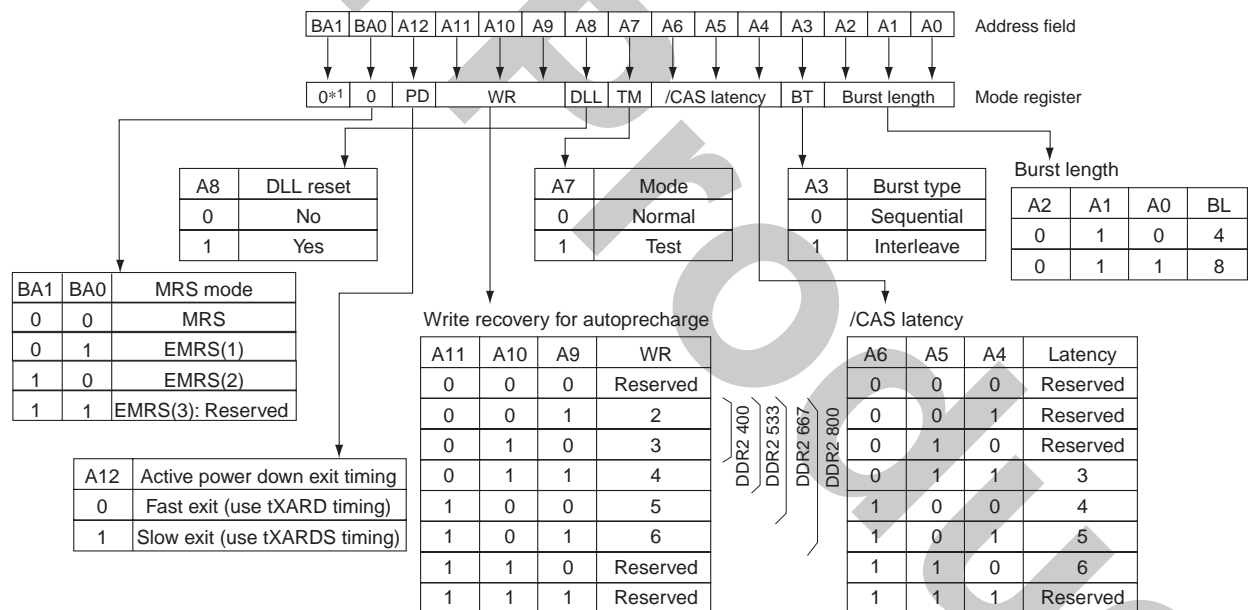 BA1 BA0 A12 A11 A10 A9 A8 A7 A6 A5 A4 A3 A2 A1 A0 Address field
0*1 0 PD WR DLL TM /CAS latency BT Burst length Mode register
A8 DLL reset
0 No
1 Yes
A7 Mode
0 Normal
1 Test
A3 Burst type
0 Sequential
1 Interleave
Burst length
A2 A1 A0 BL
0 1 0 4
0 1 1 8
BA1 BA0 MRS mode
0 0 MRS
0 1 EMRS(1)
1 0 EMRS(2)
1 1 EMRS(3): Reserved
A12 Active power down exit timing
0 Fast exit (use tXARD timing)
1 Slow exit (use tXARDS timing)
Write recovery for autoprecharge
A11 A10 A9 WR
0 0 0 Reserved
0 0 1 2
0 1 0 3
0 1 1 4
1 0 0 5
1 0 1 6
1 1 0 Reserved
1 1 1 Reserved
DDR2 400
DDR2 533
DDR2 667
DDR2 800
/CAS latency
A6 A5 A4 Latency
0 0 0 Reserved
0 0 1 Reserved
0 1 0 Reserved
0 1 1 3
1 0 0 4
1 0 1 5
1 1 0 6
1 1 1 Reserved
Produ